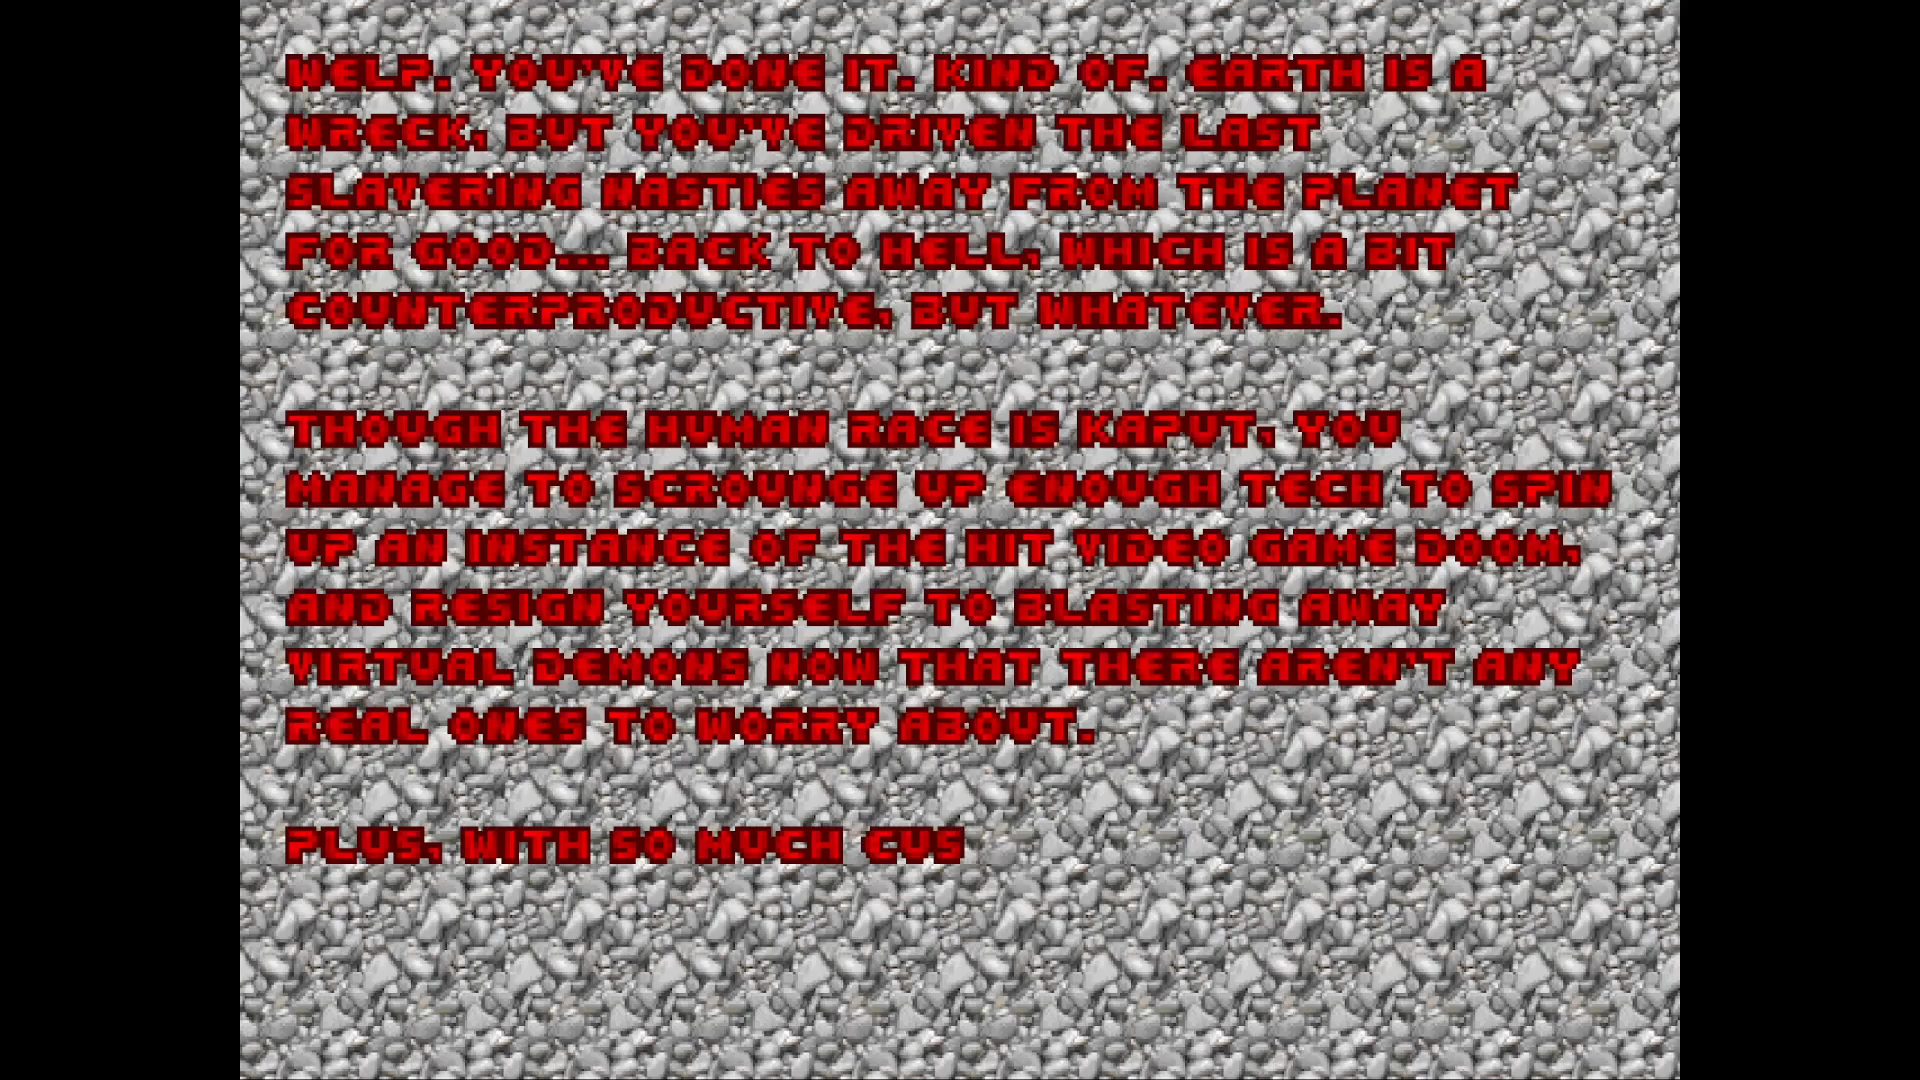 WELP. YOU'VE DONE IT. KIND OF. EARTH IS A
WRECK, BUT YOU'VE DRIVEN THE LAST
SLAVERING NASTIES AWAY FROM THE PLANET
FOR GOOD... BACK TO HELL, WHICH IS A BIT
COUNTERPRODUCTIVE, BUT WHATEVER.
THOUGH THE HUMAN RACE IS KAPUT, YOU
MANAGE TO SCROUNGE UP ENOUGH TECH TO SPIN
UP AN INSTANCE OF THE HIT VIDEO GAME DOOM,
AND RESIGN YOURSELF TO BLASTING AWAY
VIRTUAL DEMONS NOW THAT THERE AREN'T ANY
REAL ONES TO WORRY ABOUT.
PLUS, WITH SO MUCH CUS